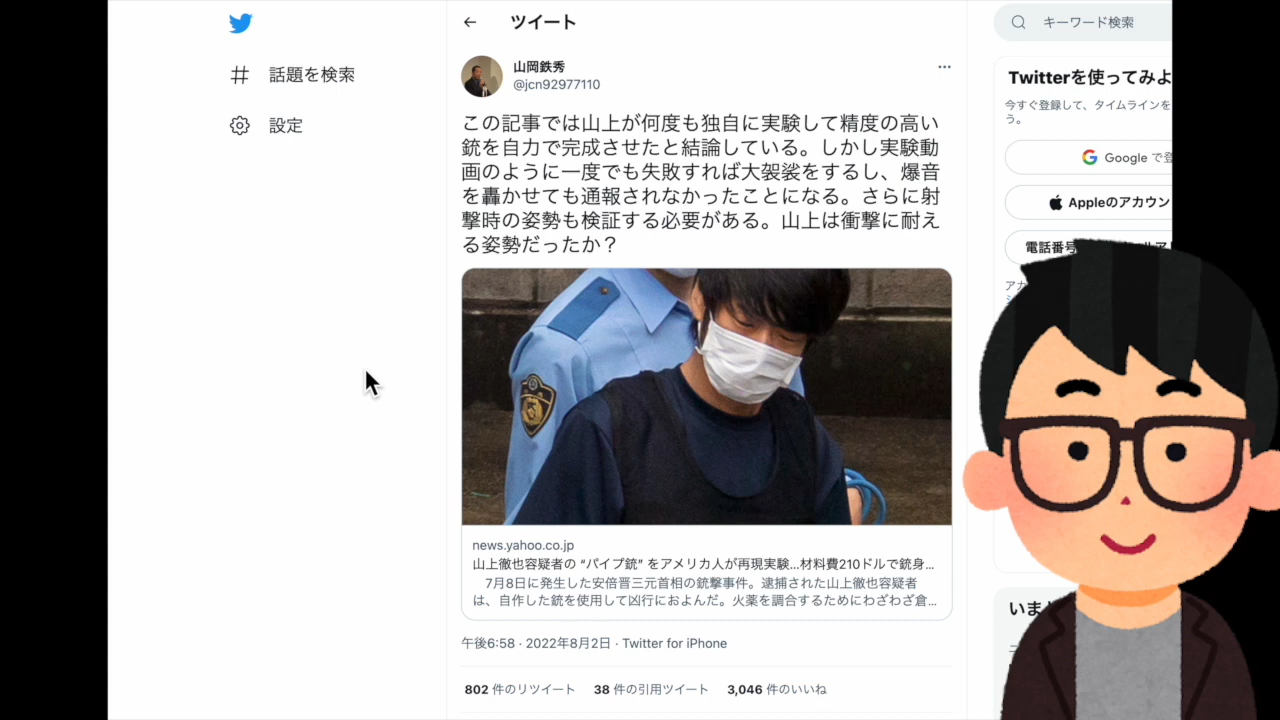 ツイート
キーワード検索
話題を検索
設定
山岡鉄秀
@jcn92977110
この記事では山上が何度も独自に実験して精度の高い
銃を自力で完成させたと結論している。しかし実験動
画のように一度でも失敗すれば大袈裟をするし、爆音
を轟かせても通報されなかったことになる。さらに射
撃時の姿勢も検証する必要がある。山上は衝撃に耐え
る姿勢だったか？
news.yahoo.co.jp
山上徹也容疑者の “パイプ銃” をアメリカ人が再現実験...材料費210ドルで銃身...
7月8日に発生した安倍晋三元首相の銃撃事件。逮捕された山上徹也容疑者
は、自作した銃を使用して凶行におよんだ。火薬を調合するためにわざわざ倉...
午後6:58 · 2022年8月2日 · Twitter for iPhone
802 件のリツイート 38 件の引用ツイート 3,046 件のいいね
Twitterを使ってみよ
今すぐ登録して、タイムラインを
う。
Google で登
Appleのアカウン
電話番号
アカ
いま